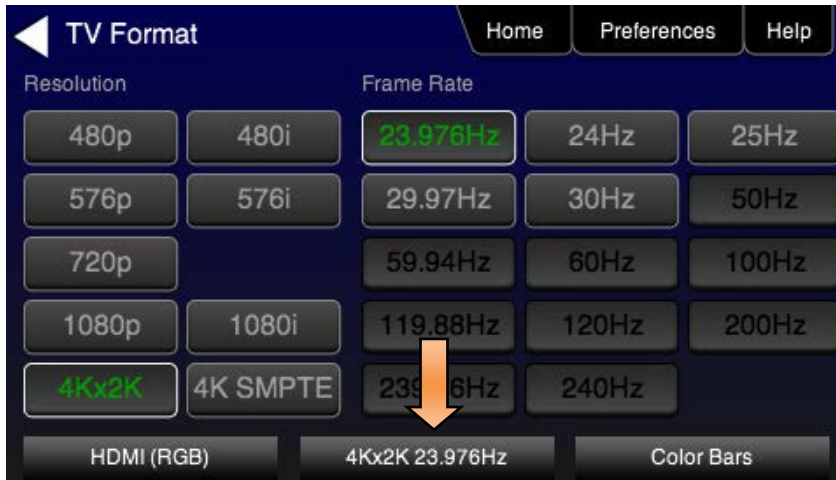 TV Format
Home
Preferences
Help
Resolution
Frame Rate
480p 480i 23.976Hz 24Hz 25Hz
576p 576i 29.97Hz 30Hz 50Hz
720p 59.94Hz 60Hz 100Hz
1080p 1080i 119.88Hz 120Hz 200Hz
4Kx2K 4K SMPTE 240Hz
HDMI (RGB) 4Kx2K 23.976Hz Color Bars